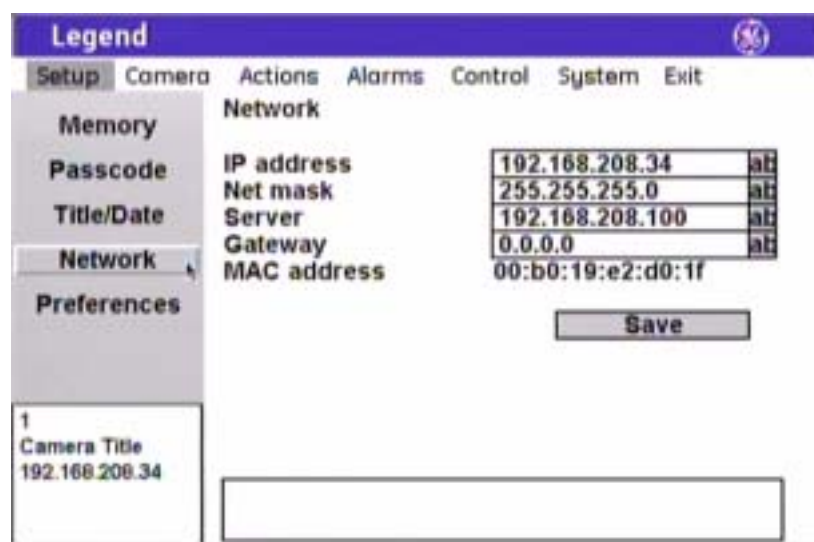 Legend
Setup Camera Actions Alarms Control System Exit
Memory
Passcode
Title/Date
Network
Preferences
Network
IP address 192.168.208.34 ab
Net mask 255.255.255.0 ab
Server 192.168.208.100 ab
Gateway 0.0.0.0 ab
MAC address 00:b0:19:e2:d0:1f
Save
1
Camera Title
192.168.208.34